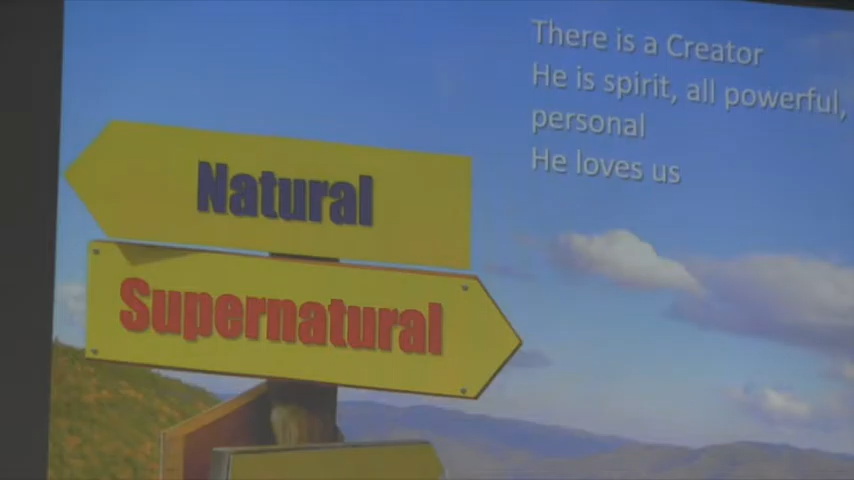 There is a Creator
He is spirit, all powerful,
personal
He loves us
Natural
Supernatural